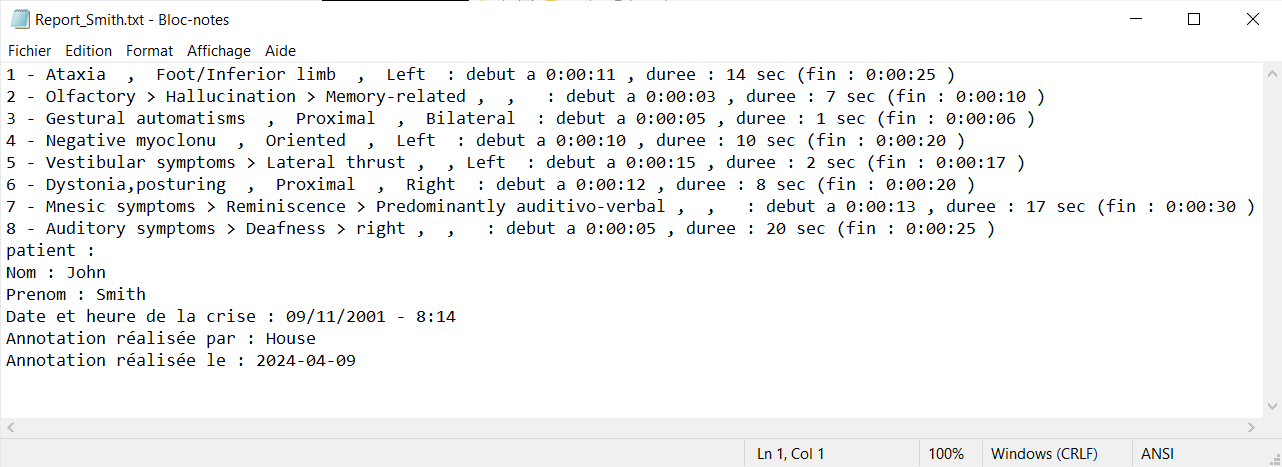 Report_Smith.txt - Bloc-notes
Fichier Edition Format Affichage Aide
1 - Ataxia  ,  Foot/Inferior limb  ,  Left  : debut a 0:00:11 , duree : 14 sec (fin : 0:00:25 )
2 - Olfactory > Hallucination > Memory-related ,  ,   : debut a 0:00:03 , duree : 7 sec (fin : 0:00:10 )
3 - Gestural automatisms  ,  Proximal  ,  Bilateral  : debut a 0:00:05 , duree : 1 sec (fin : 0:00:06 )
4 - Negative myoclonu  ,  Oriented  ,  Left  : debut a 0:00:10 , duree : 10 sec (fin : 0:00:20 )
5 - Vestibular symptoms > Lateral thrust ,  , Left  : debut a 0:00:15 , duree : 2 sec (fin : 0:00:17 )
6 - Dystonia,posturing  ,  Proximal  ,  Right  : debut a 0:00:12 , duree : 8 sec (fin : 0:00:20 )
7 - Mnesic symptoms > Reminiscence > Predominantly auditivo-verbal ,  ,   : debut a 0:00:13 , duree : 17 sec (fin : 0:00:30 )
8 - Auditory symptoms > Deafness > right ,  ,   : debut a 0:00:05 , duree : 20 sec (fin : 0:00:25 )
patient :
Nom : John
Prenom : Smith
Date et heure de la crise : 09/11/2001 - 8:14
Annotation réalisée par : House
Annotation réalisée le : 2024-04-09
Ln 1, Col 1 100% Windows (CRLF) ANSI